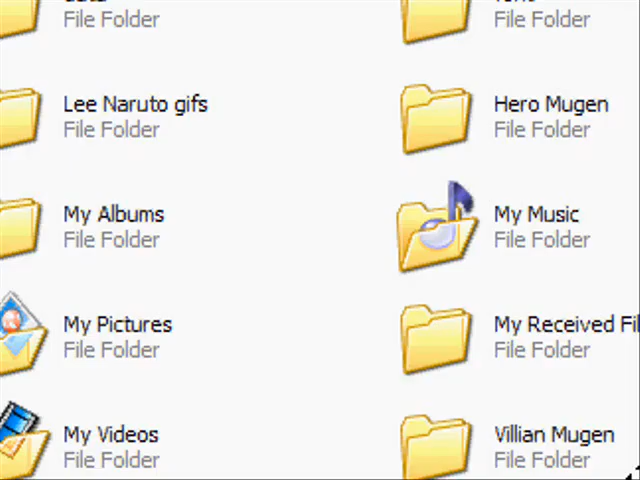 File Folder
File Folder
Lee Naruto gifs
File Folder
Hero Mugen
File Folder
My Albums
File Folder
My Music
File Folder
My Pictures
File Folder
My Received Fil
File Folder
My Videos
File Folder
Villian Mugen
File Folder